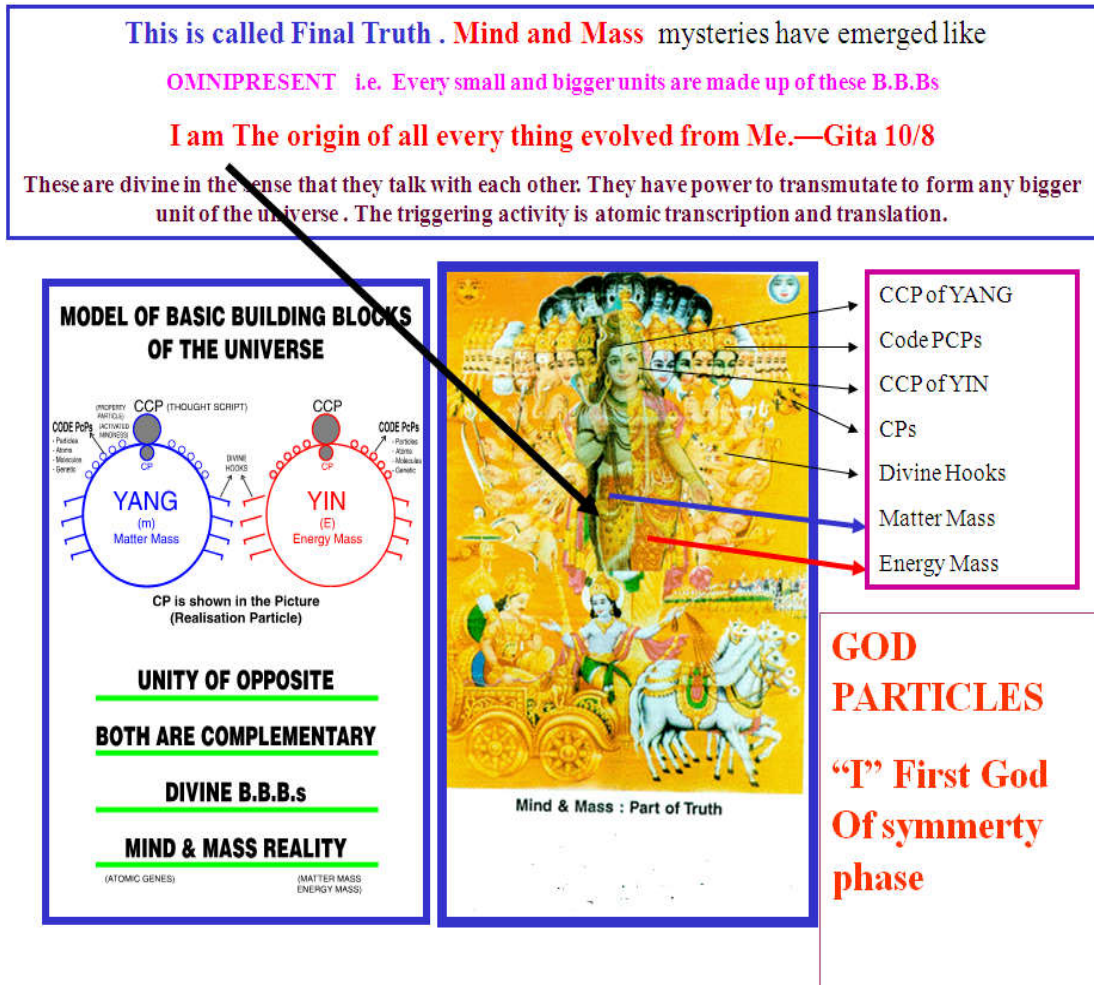 This is called Final Truth . Mind and Mass mysteries have emerged like
OMNIPRESENT i.e. Every small and bigger units are made up of these B.B.Bs
I am The origin of all every thing evolved from Me.—Gita 10/8
These are divine in the sense that they talk with each other. They have power to transmutate to form any bigger
unit of the universe . The triggering activity is atomic transcription and translation.
MODEL OF BASIC BUILDING BLOCKS
OF THE UNIVERSE
(PROPERTY
PARTICLE)
CCP (THOUGHT SCRIPT)
(ACTIVATED
MINDNESS)
CODE PcPs
- Particles
- Atoms
- Molecules
- Genetic
CP
DIVINE
HOOKS
YANG
(m)
Matter Mass
CCP
CODE PcPs
- Particles
- Atoms
- Molecules
- Genetic
CP
YIN
(E)
Energy Mass
CP is shown in the Picture
(Realisation Particle)
UNITY OF OPPOSITE
BOTH ARE COMPLEMENTARY
DIVINE B.B.B.s
MIND & MASS REALITY
(ATOMIC GENES)
(MATTER MASS
ENERGY MASS)
Mind & Mass : Part of Truth
CCP of YANG
Code PCPs
CCP of YIN
CPs
Divine Hooks
Matter Mass
Energy Mass
GOD
PARTICLES
“I” First God
Of symmerty
phase